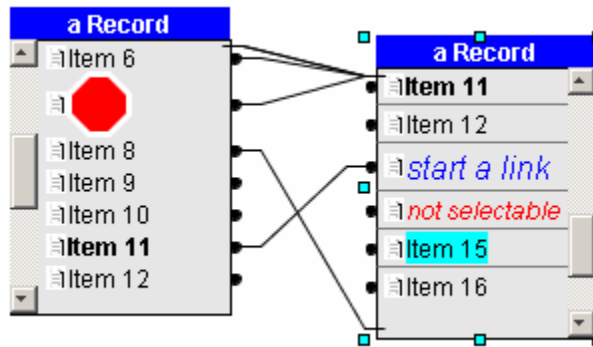 a Record
Item 6
Item 8
Item 9
Item 10
Item 11
Item 12
a Record
Item 11
Item 12
start a link
not selectable
Item 15
Item 16